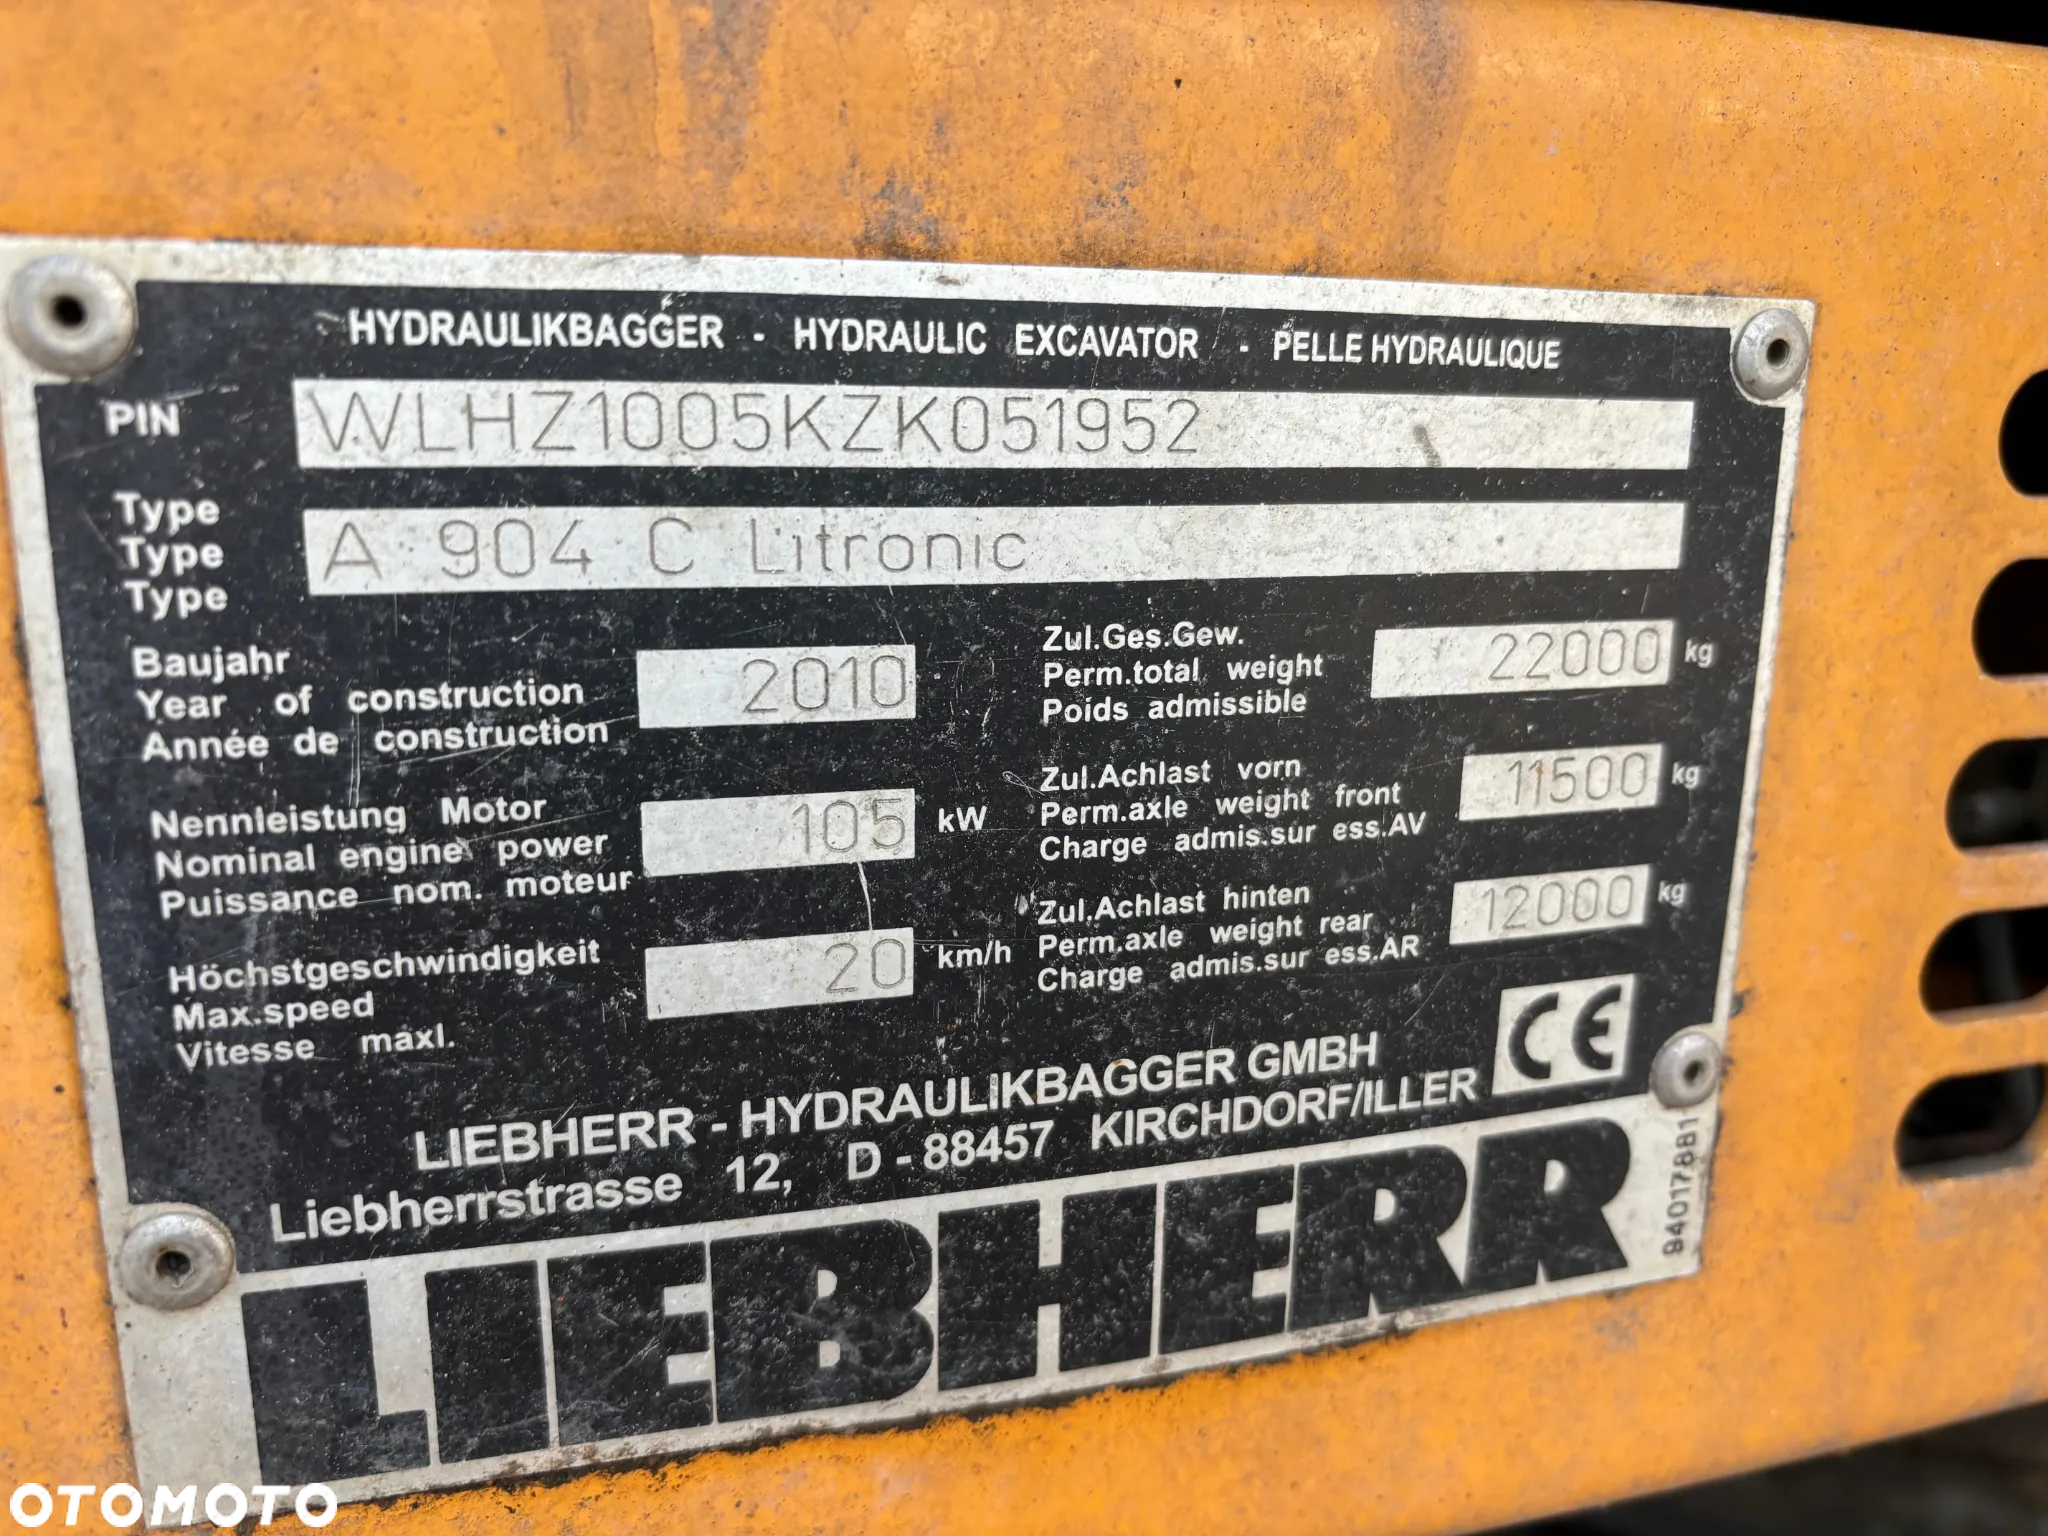 HYDRAULIKBAGGER - HYDRAULIC EXCAVATOR - PELLE HYDRAULIQUE
PIN WLHZ1005KZK051952
Type
Type A 904 C Litronic
Type
Baujahr
Year of construction 2010
Année de construction
Nennleistung Motor
Nominal engine power 105 kW
Puissance nom. moteur
Höchstgeschwindigkeit
Max.speed 20 km/h
Vitesse maxl.
Zul.Ges.Gew.
Perm.total weight 22000 kg
Poids admissible
Zul.Achlast vorn
Perm.axle weight front 11500 kg
Charge admis.sur ess.AV
Zul.Achlast hinten
Perm.axle weight rear 12000 kg
Charge admis.sur ess.AR
CE
LIEBHERR - HYDRAULIKBAGGER GMBH
Liebherrstrasse 12, D - 88457 KIRCHDORF/ILLER
LIEBHERR
94017881
OTOMOTO